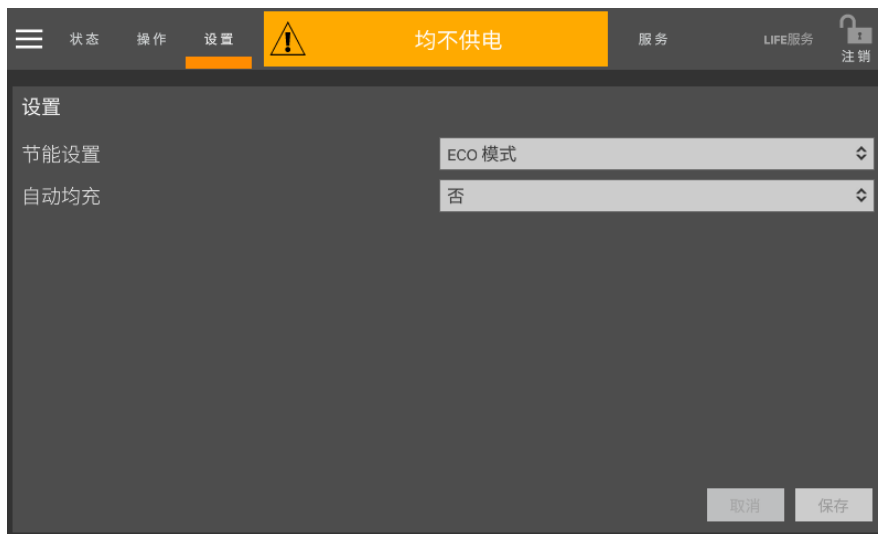 状态 操作 设置 均不供电 服务 LIFE服务 注销
设置
节能设置 ECO 模式
自动均充 否
取消 保存